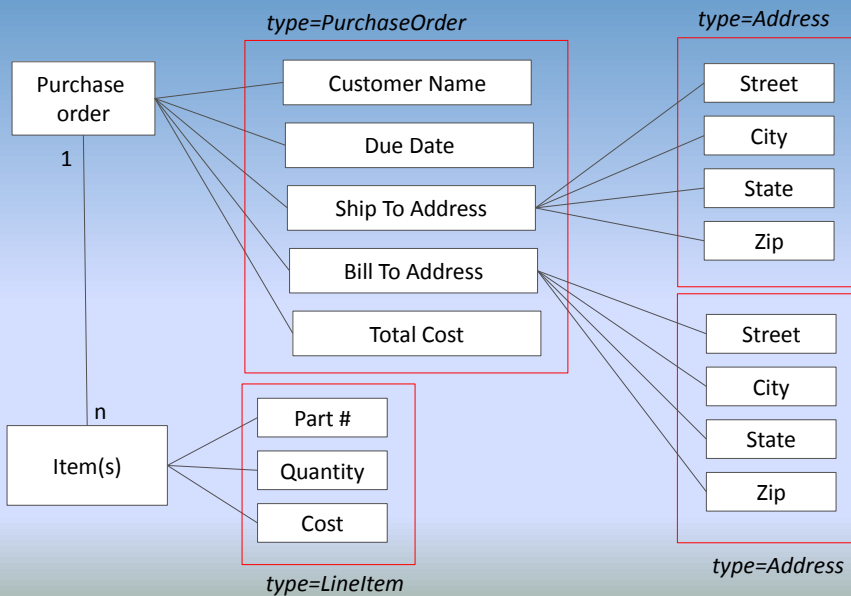 type=PurchaseOrder
type=Address
Purchase
order
Customer Name
Due Date
Ship To Address
Bill To Address
Total Cost
Street
City
State
Zip
1
n
Item(s)
Part #
Quantity
Cost
type=LineItem
Street
City
State
Zip
type=Address